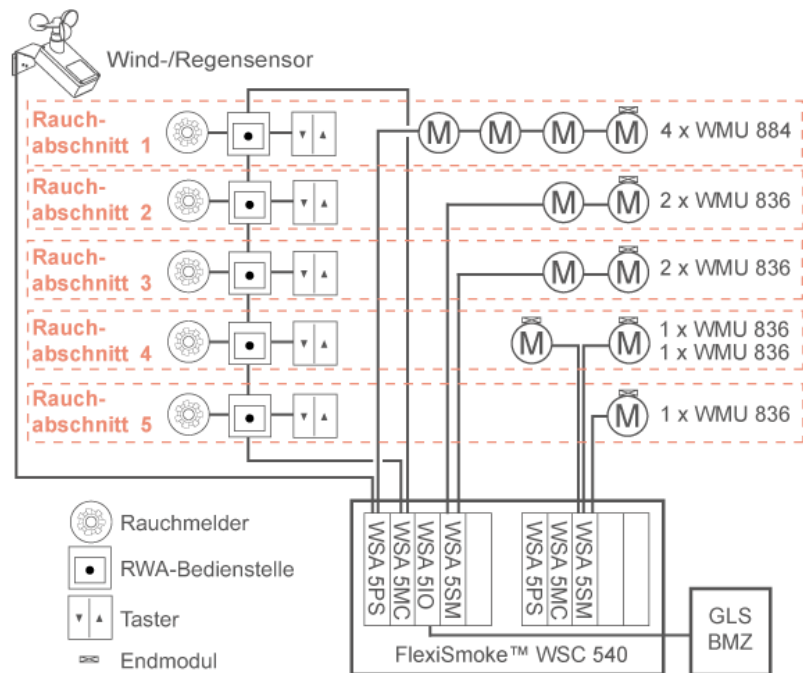 Wind-/Regensensor
Rauch-
abschnitt 1
M M M M
4 x WMU 884
Rauch-
abschnitt 2
M M
2 x WMU 836
Rauch-
abschnitt 3
M M
2 x WMU 836
Rauch-
abschnitt 4
M M
1 x WMU 836
1 x WMU 836
Rauch-
abschnitt 5
M
1 x WMU 836
Rauchmelder
RWA-Bedienstelle
Taster
Endmodul
WSA 5PS
WSA 5MC
WSA 5IO
WSA 5SM
WSA 5PS
WSA 5MC
WSA 5SM
FlexiSmoke™ WSC 540
GLS
BMZ